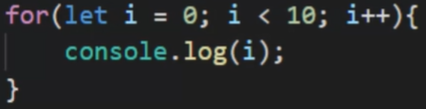 for(let i = 0; i < 10; i++){
    console.log(i);
}